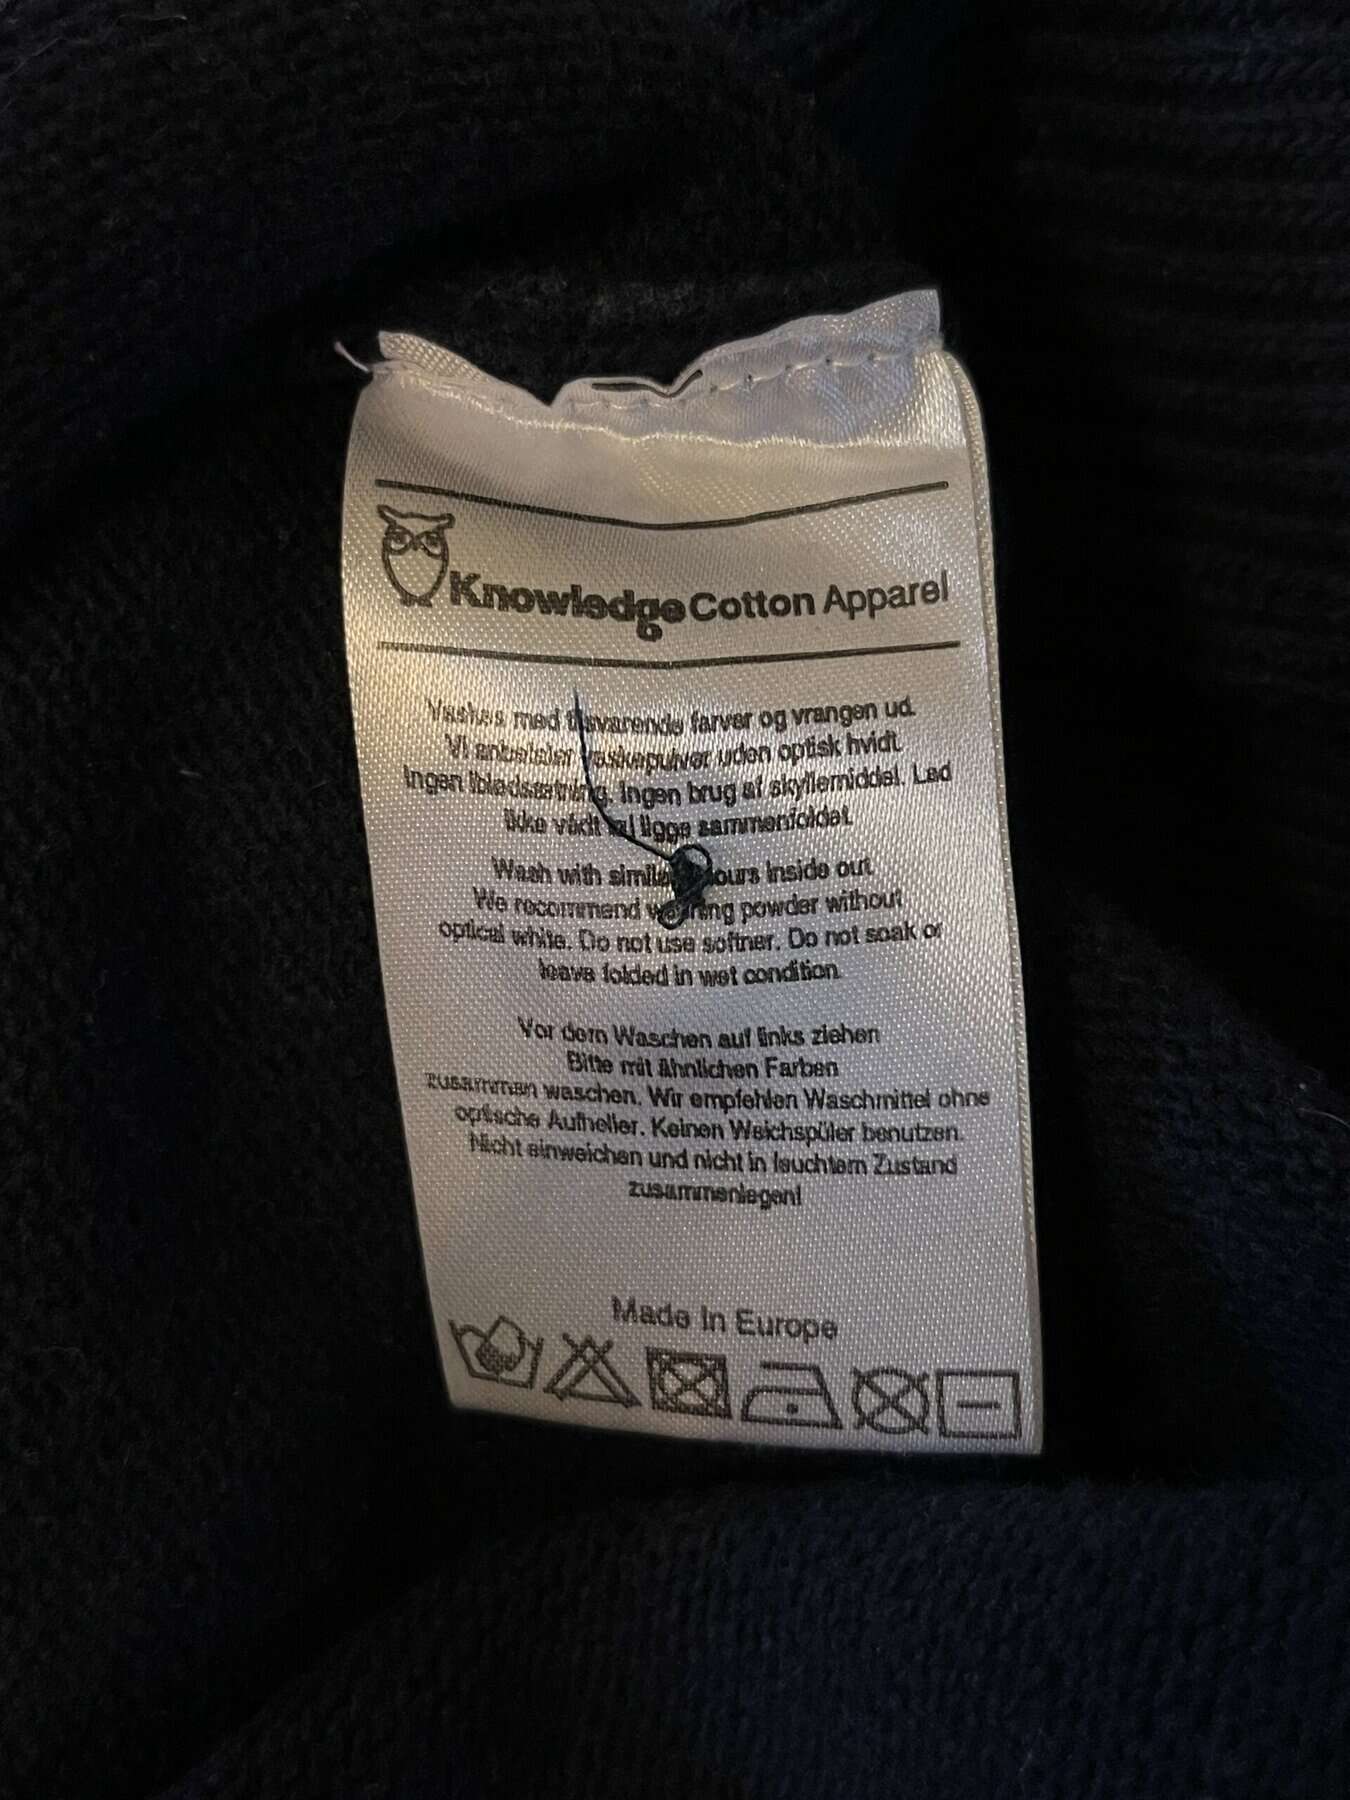 Knowledge Cotton Apparel
Vaskes med tilsvarende farver og vrangen ud.
Vi anbefaler vaskepulver uden optisk hvidt.
Ingen Iblødsætning. Ingen brug af skyllemiddel. Lad
ikke vådt tøj ligge sammenfoldet.
Wash with similar colours inside out.
We recommend washing powder without
optical white. Do not use softner. Do not soak or
leave folded in wet condition.
Vor dem Waschen auf links ziehen
Bitte mit ähnlichen Farben
zusammen waschen. Wir empfehlen Waschmittel ohne
optische Aufheller. Keinen Weichspüler benutzen.
Nicht einweichen und nicht in feuchtem Zustand
zusammenlegen!
Made In Europe